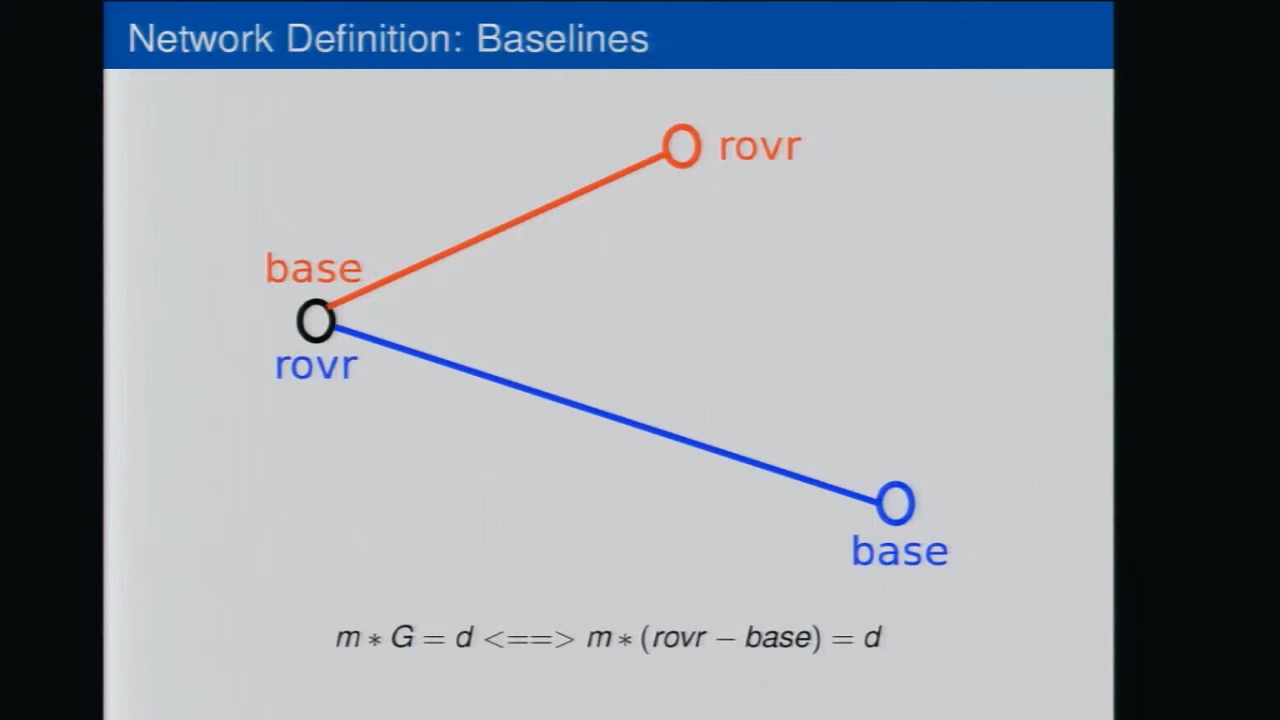 Network Definition: Baselines
rovr
base
rovr
base
m ∗ G = d <==> m ∗ (rovr − base) = d